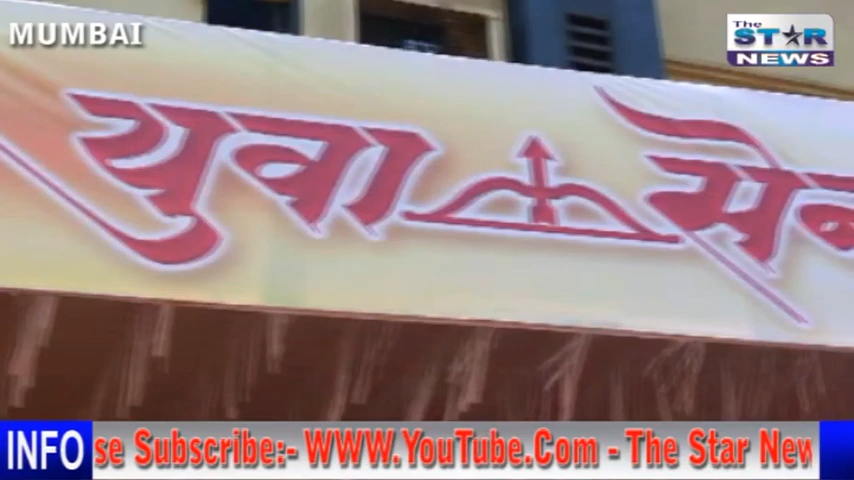 MUMBAI
The
STAR
NEWS
युवा सेन
INFO se Subscribe:- WWW.YouTube.Com - The Star New